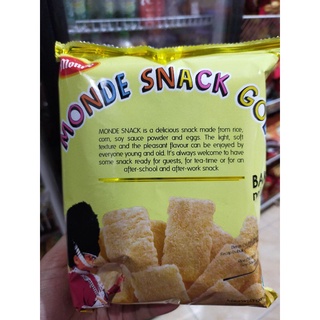 Monde
MONDE SNACK GO
MONDE SNACK is a delicious snack made from rice,
corn, soy sauce powder and eggs. The light, soft
texture and the pleasant flavour can be enjoyed by
everyone young and old. It's always welcome to have
some snack ready for guests, for tea-time or for an
after-school and after-work snack
BA